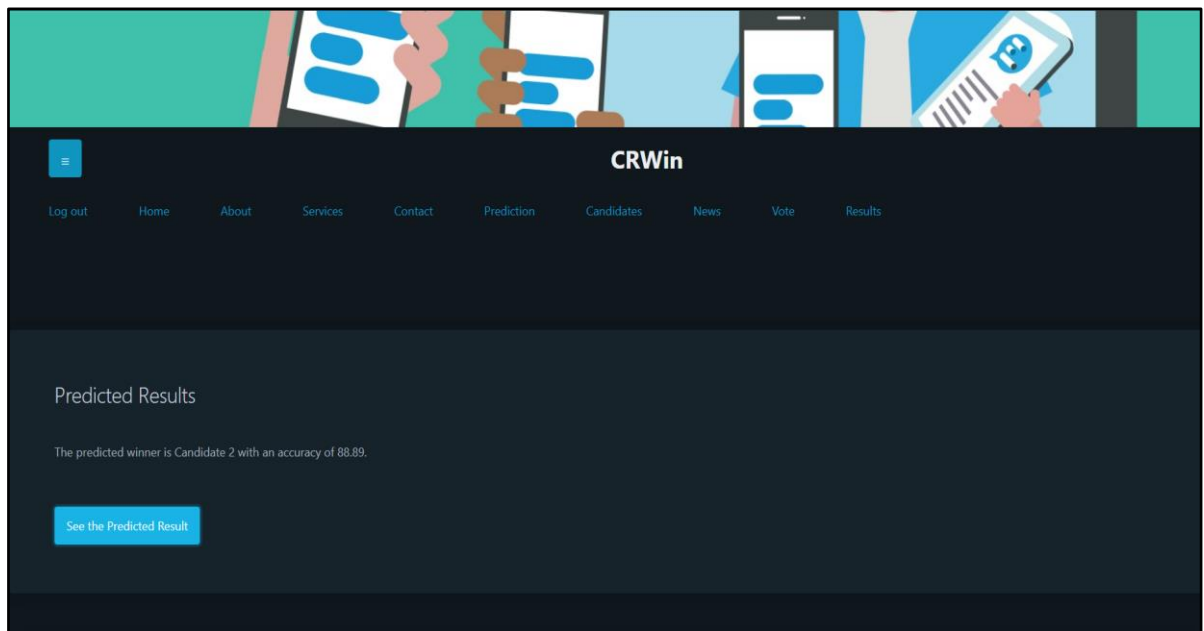 CRWin
Log out Home About Services Contact Prediction Candidates News Vote Results
Predicted Results
The predicted winner is Candidate 2 with an accuracy of 88.89.
See the Predicted Result